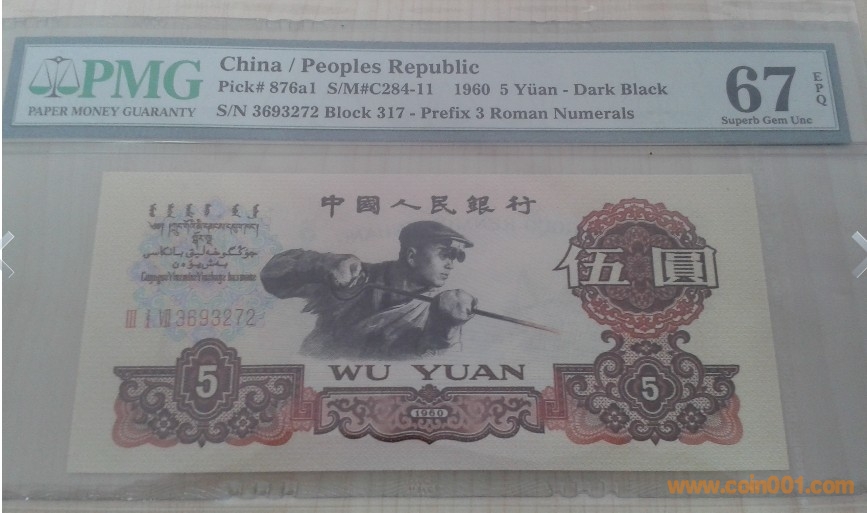 PMG
PAPER MONEY GUARANTY
China / Peoples Republic
Pick# 876a1 S/M#C284-11 1960 5 Yüan - Dark Black
S/N 3693272 Block 317 - Prefix 3 Roman Numerals
67
EPQ
Superb Gem Unc
中國人民銀行
伍圓
III I VII 3693272
5
WU YUAN
5
1960
www.coin001.com